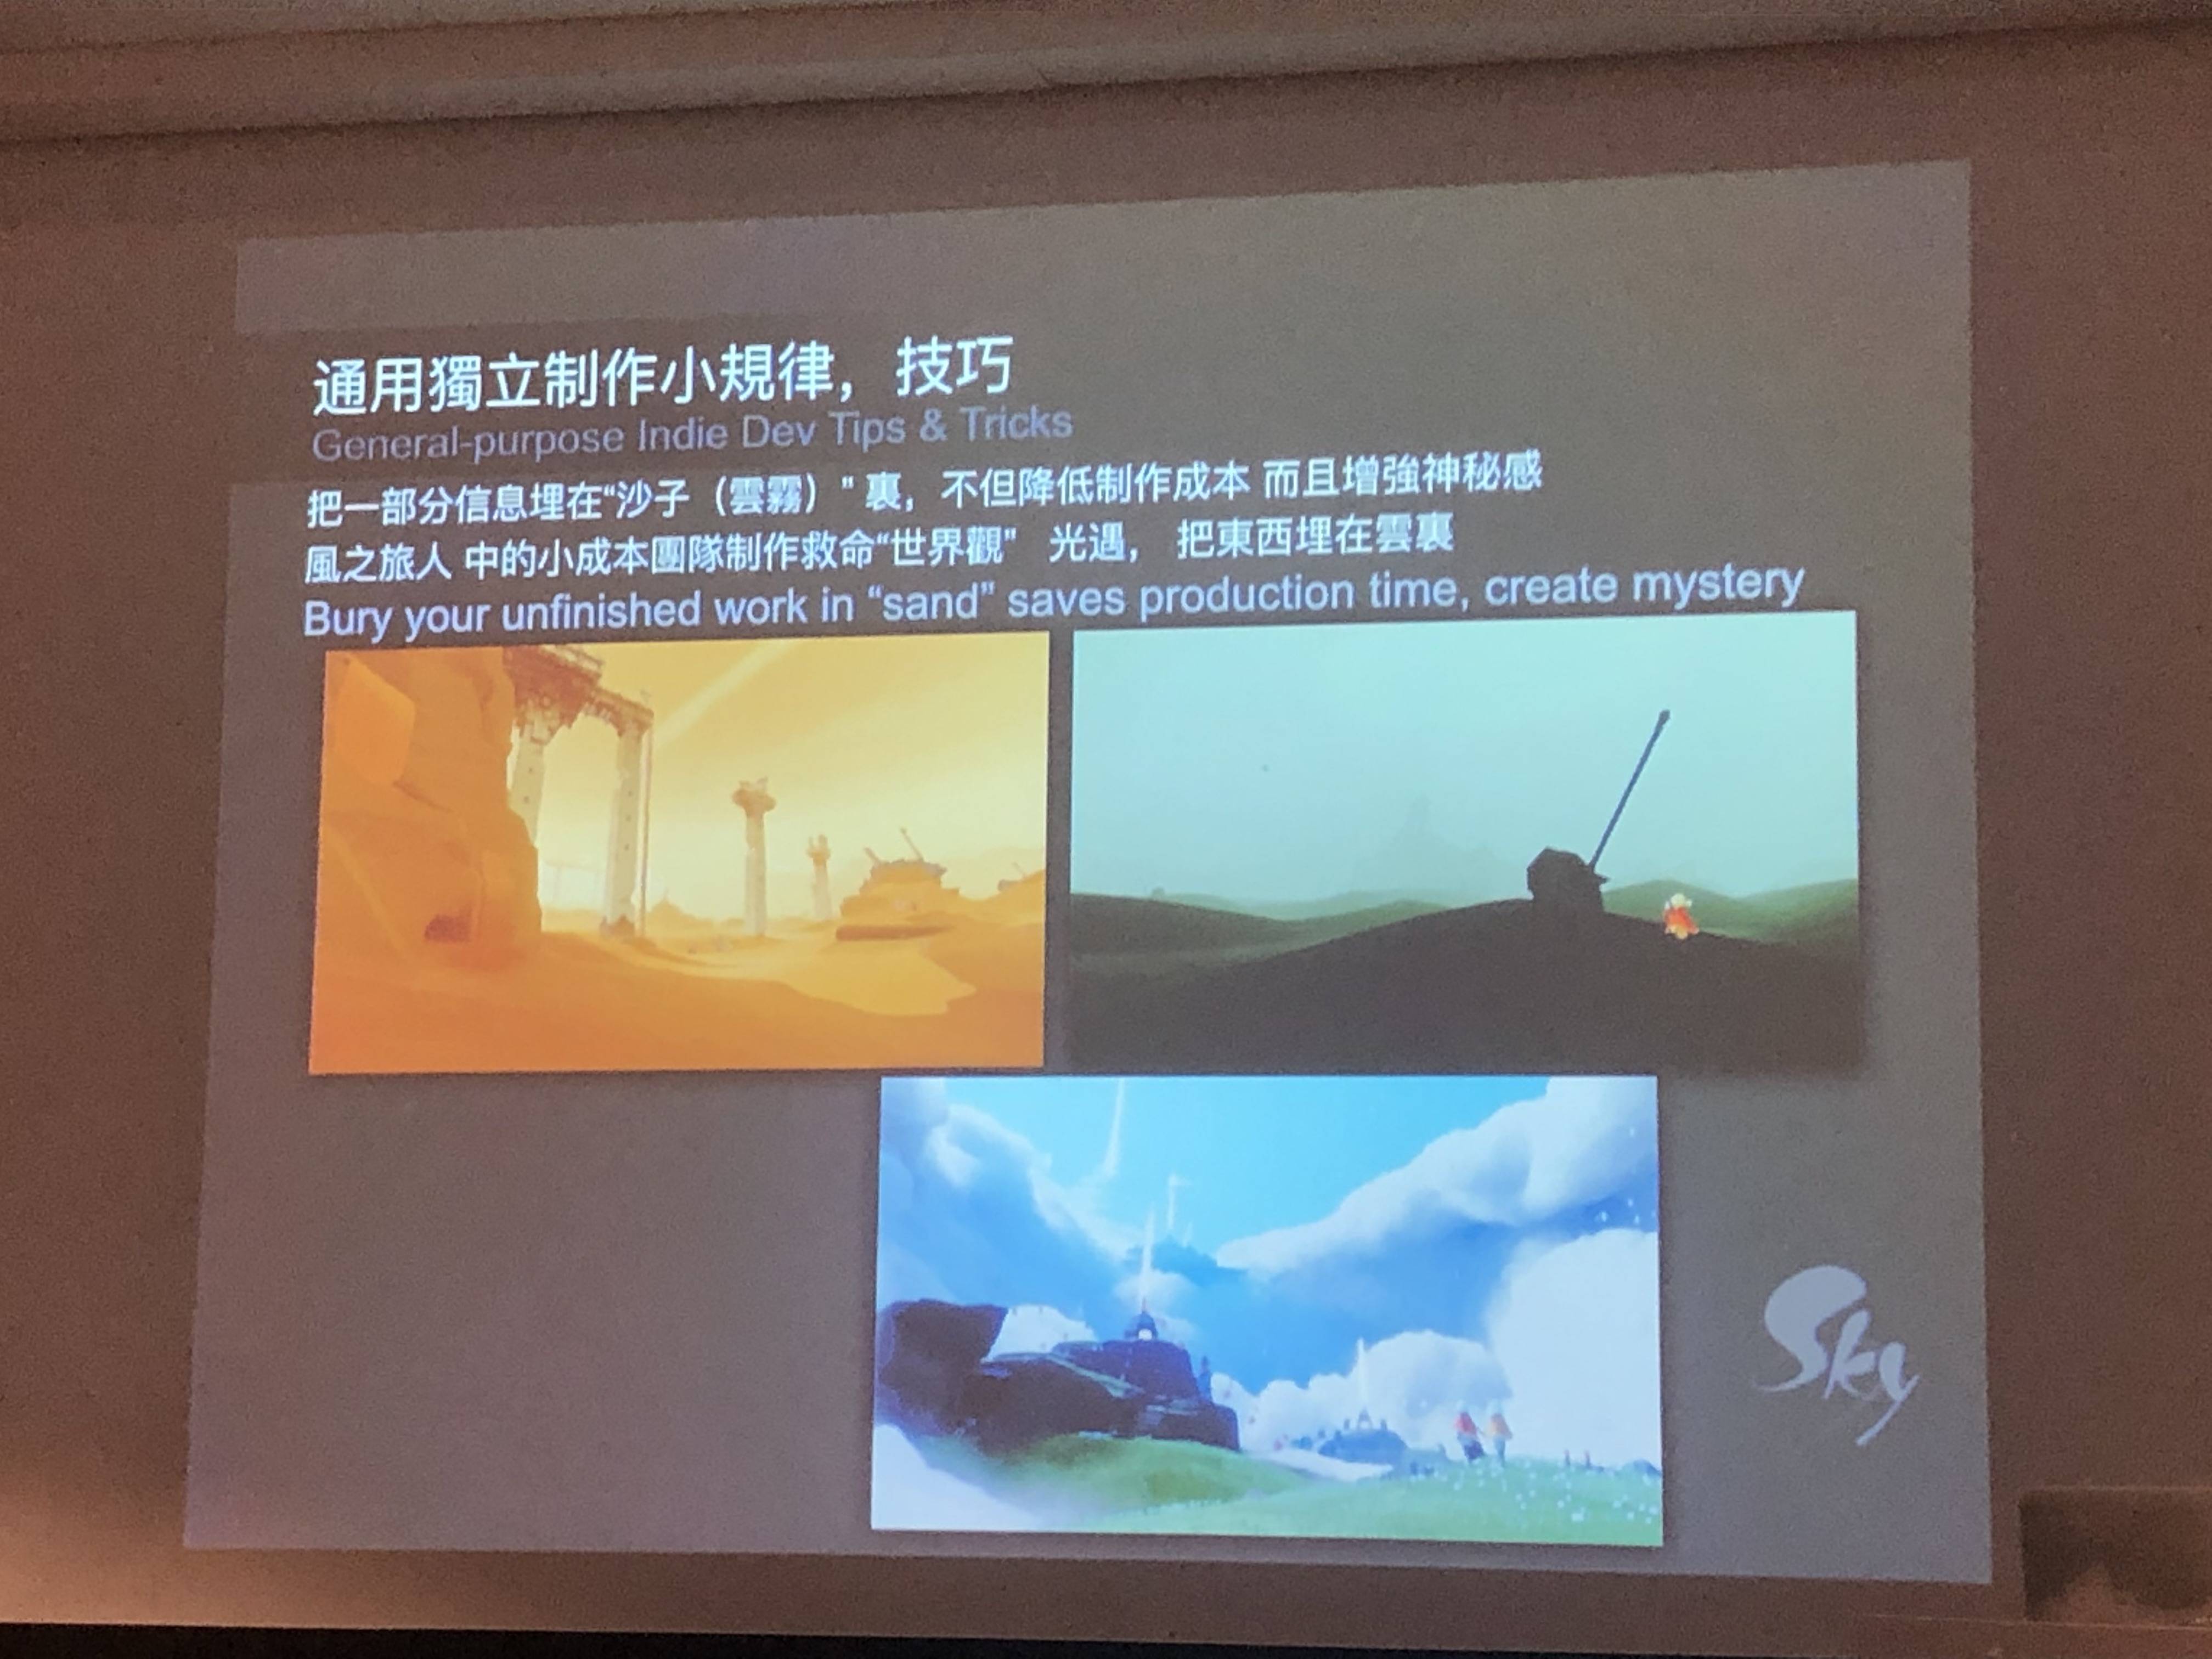 通用獨立制作小規律，技巧
General-purpose Indie Dev Tips & Tricks
把一部分信息埋在“沙子（雲霧）” 裏，不但降低制作成本 而且增強神秘感
風之旅人 中的小成本團隊制作救命“世界觀” 光遇， 把東西埋在雲裏
Bury your unfinished work in “sand” saves production time, create mystery
Sky